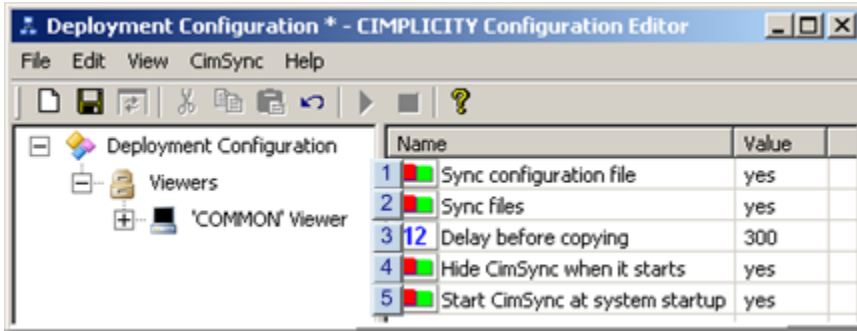 Deployment Configuration * - CIMPLICITY Configuration Editor
File Edit View CimSync Help
Deployment Configuration
Viewers
'COMMON' Viewer
Name Value
1 Sync configuration file yes
2 Sync files yes
3 12 Delay before copying 300
4 Hide CimSync when it starts yes
5 Start CimSync at system startup yes